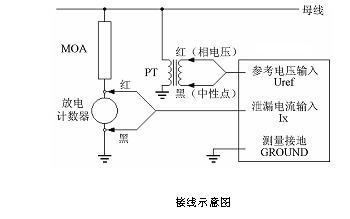 母线
MOA
红（相电压）
PT
参考电压输入
Uref
红
黑（中性点）
放电
计数器
泄漏电流输入
Ix
黑
测量接地
GROUND
接线示意图